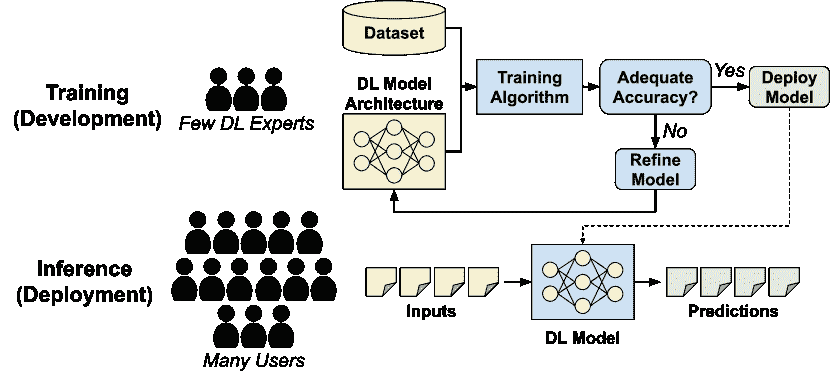 Training
(Development)
Few DL Experts
Dataset
DL Model
Architecture
Training
Algorithm
Adequate
Accuracy?
Yes
Deploy
Model
No
Refine
Model
Inference
(Deployment)
Many Users
Inputs
DL Model
Predictions